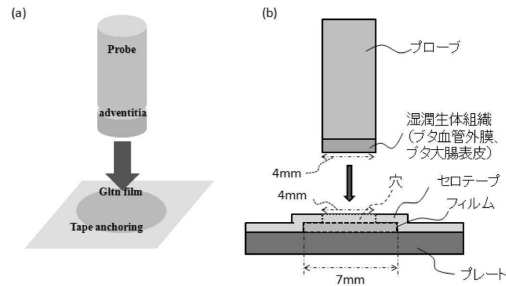 (a)
Probe
adventitia
Gltn film
Tape anchoring
(b)
プローブ
湿潤生体組織
(ブタ血管外膜、
ブタ大腸表皮)
4mm
4mm
穴
セロテープ
フィルム
プレート
7mm